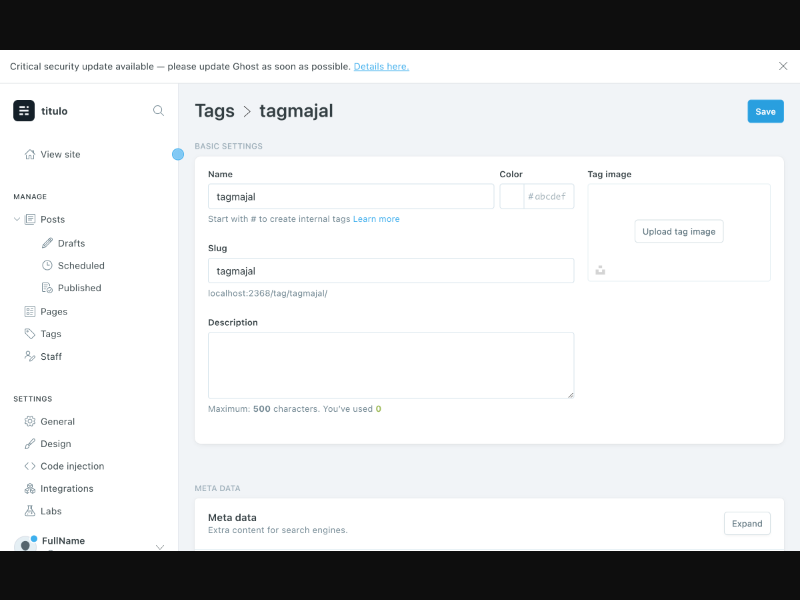 Critical security update available — please update Ghost as soon as possible. Details here.
titulo
View site
MANAGE
Posts
Drafts
Scheduled
Published
Pages
Tags
Staff
SETTINGS
General
Design
Code injection
Integrations
Labs
FullName
Tags > tagmajal
Save
BASIC SETTINGS
Name
tagmajal
Start with # to create internal tags Learn more
Color
#abcdef
Tag image
Upload tag image
Slug
tagmajal
localhost:2368/tag/tagmajal/
Description
Maximum: 500 characters. You've used 0
META DATA
Meta data
Extra content for search engines.
Expand